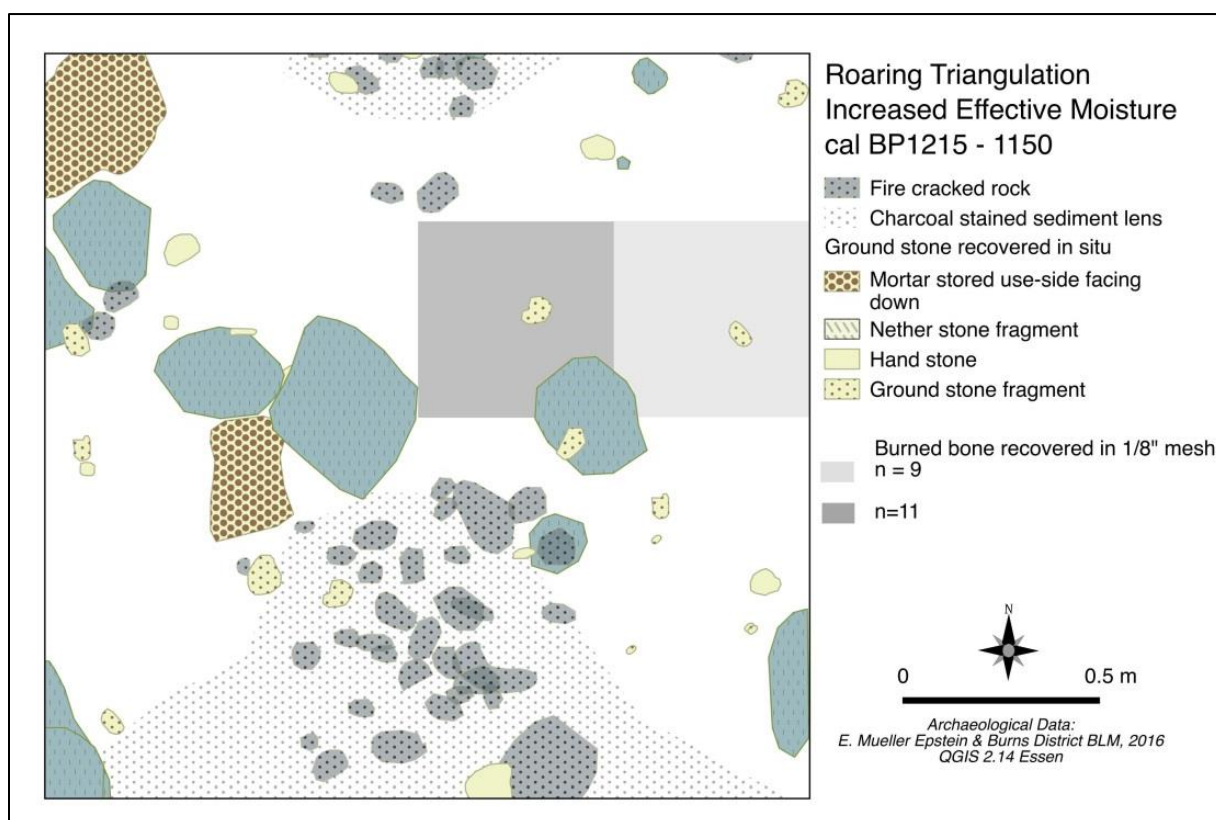 Roaring Triangulation
Increased Effective Moisture
cal BP1215 - 1150
Fire cracked rock
Charcoal stained sediment lens
Ground stone recovered in situ
Mortar stored use-side facing
down
Nether stone fragment
Hand stone
Ground stone fragment
Burned bone recovered in 1/8" mesh
n = 9
n=11
N
0 0.5 m
Archaeological Data:
E. Mueller Epstein & Burns District BLM, 2016
QGIS 2.14 Essen